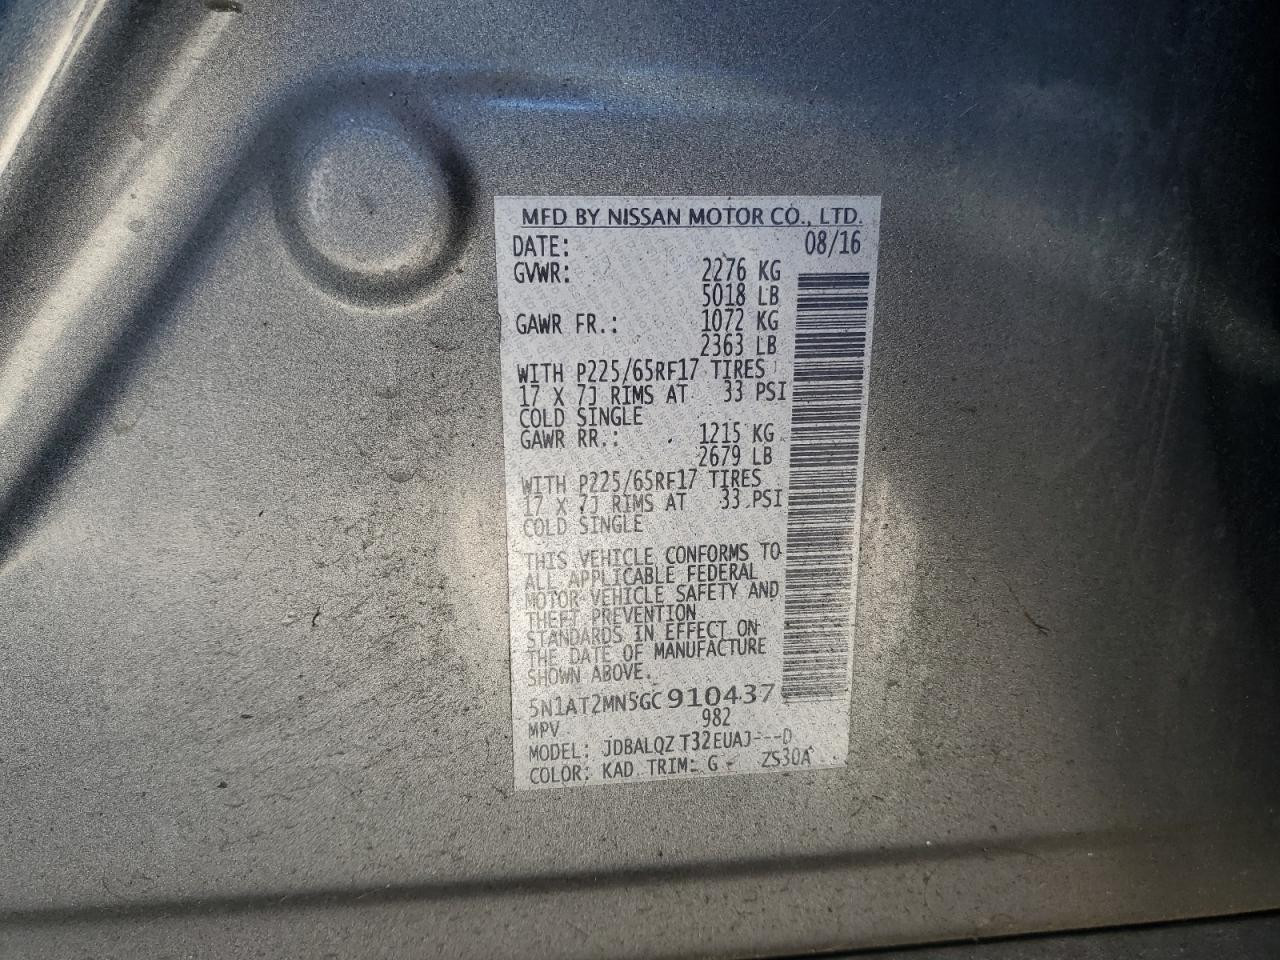 MFD BY NISSAN MOTOR CO., LTD.
DATE: 08/16
GVWR: 2276 KG
5018 LB
GAWR FR.: 1072 KG
2363 LB
WITH P225/65RF17 TIRES
17 X 7J RIMS AT 33 PSI
COLD SINGLE
GAWR RR.: 1215 KG
2679 LB
WITH P225/65RF17 TIRES
17 X 7J RIMS AT 33 PSI
COLD SINGLE
THIS VEHICLE CONFORMS TO
ALL APPLICABLE FEDERAL
MOTOR VEHICLE SAFETY AND
THEFT PREVENTION
STANDARDS IN EFFECT ON
THE DATE OF MANUFACTURE
SHOWN ABOVE.
5N1AT2MN5GC910437
MPV 982
MODEL: JDBALQZ T32EUAJ---D
COLOR: KAD TRIM: G ZS30A